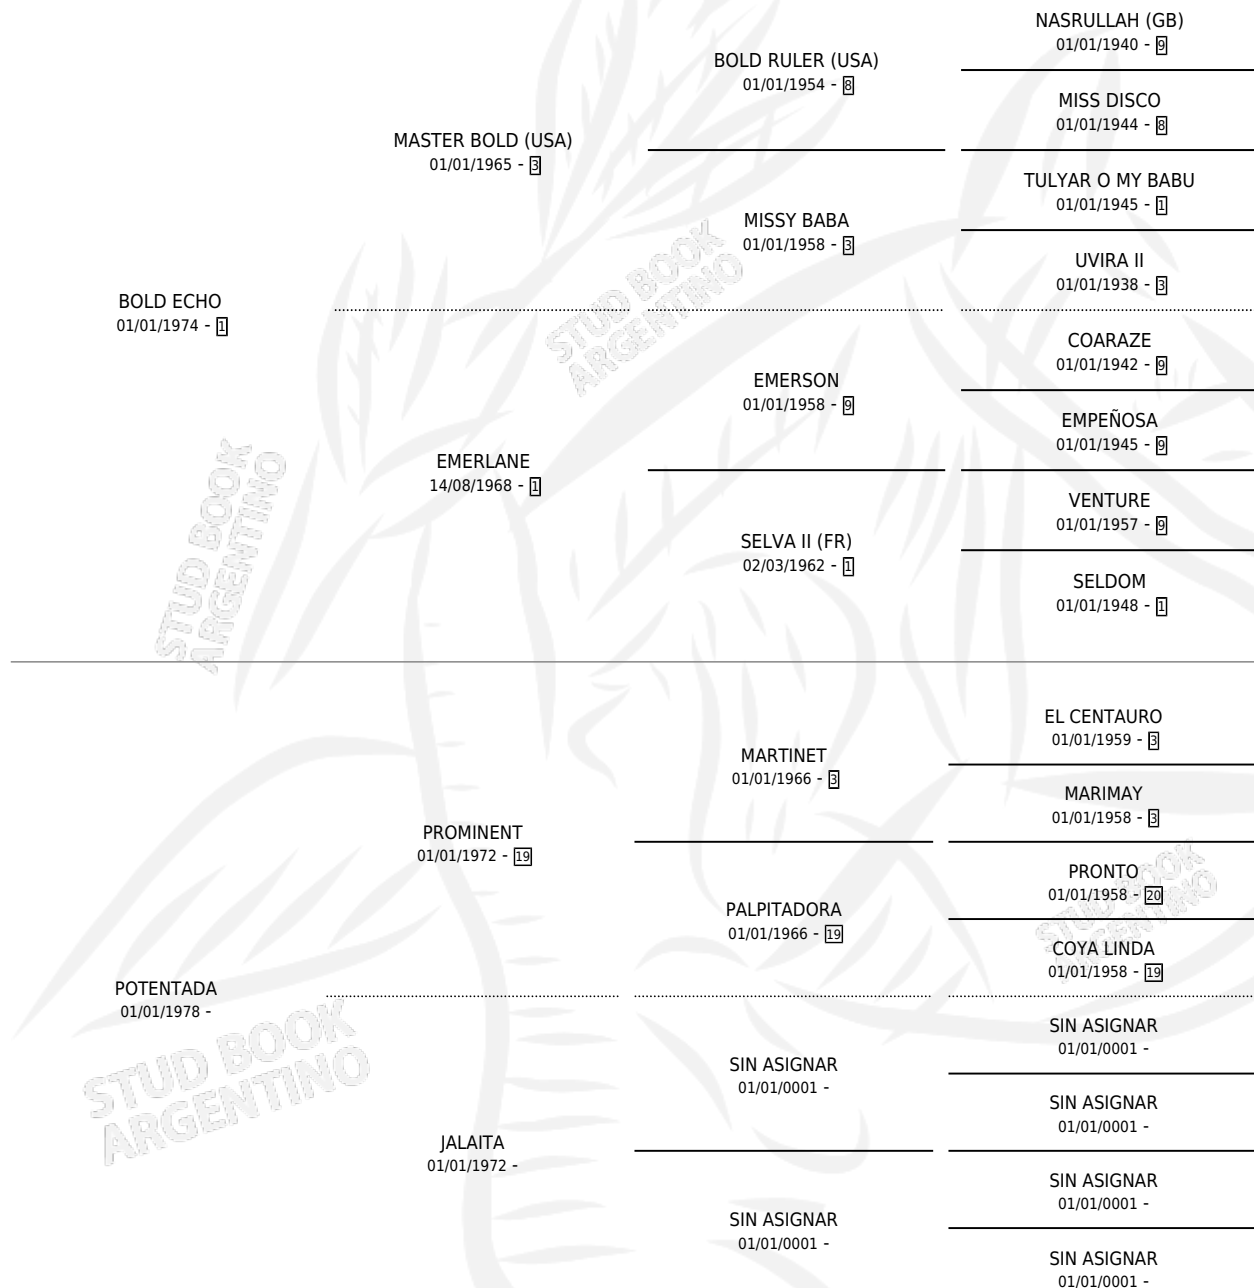 NASRULLAH (GB)
01/01/1940 - 9
BOLD RULER (USA)
01/01/1954 - 8
MISS DISCO
01/01/1944 - 8
MASTER BOLD (USA)
01/01/1965 - 3
TULYAR O MY BABU
01/01/1945 - 1
MISSY BABA
01/01/1958 - 3
UVIRA II
01/01/1938 - 3
BOLD ECHO
01/01/1974 - 1
COARAZE
01/01/1942 - 9
EMERSON
01/01/1958 - 9
EMPEÑOSA
01/01/1945 - 9
EMERLANE
14/08/1968 - 1
VENTURE
01/01/1957 - 9
SELVA II (FR)
02/03/1962 - 1
SELDOM
01/01/1948 - 1
EL CENTAURO
01/01/1959 - 3
MARTINET
01/01/1966 - 3
MARIMAY
01/01/1958 - 3
PROMINENT
01/01/1972 - 19
PRONTO
01/01/1958 - 20
PALPITADORA
01/01/1966 - 19
COYA LINDA
01/01/1958 - 19
POTENTADA
01/01/1978 -
SIN ASIGNAR
01/01/0001 -
SIN ASIGNAR
01/01/0001 -
SIN ASIGNAR
01/01/0001 -
JALAITA
01/01/1972 -
SIN ASIGNAR
01/01/0001 -
SIN ASIGNAR
01/01/0001 -
SIN ASIGNAR
01/01/0001 -
STUD BOOK
ARGENTINO
STUD BOOK
ARGENTINO
STUD BOOK
ARGENTINO
STUD BOOK
ARGENTINO